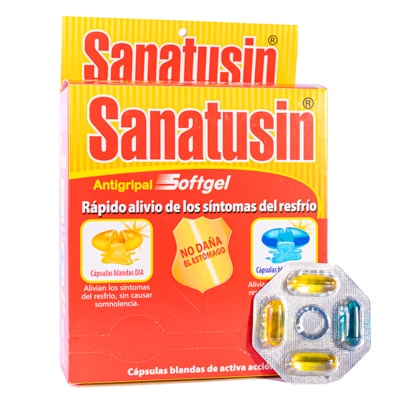 Sanatusin®
Sanatusin®
Antigripal Softgel
Rápido alivio de los síntomas del resfrío
NO DAÑA
EL ESTÓMAGO
Cápsulas blandas DIA
Alivian los síntomas
del resfrío, sin causar
somnolencia.
Cápsulas
Alivian
del
Cápsulas blandas de activa